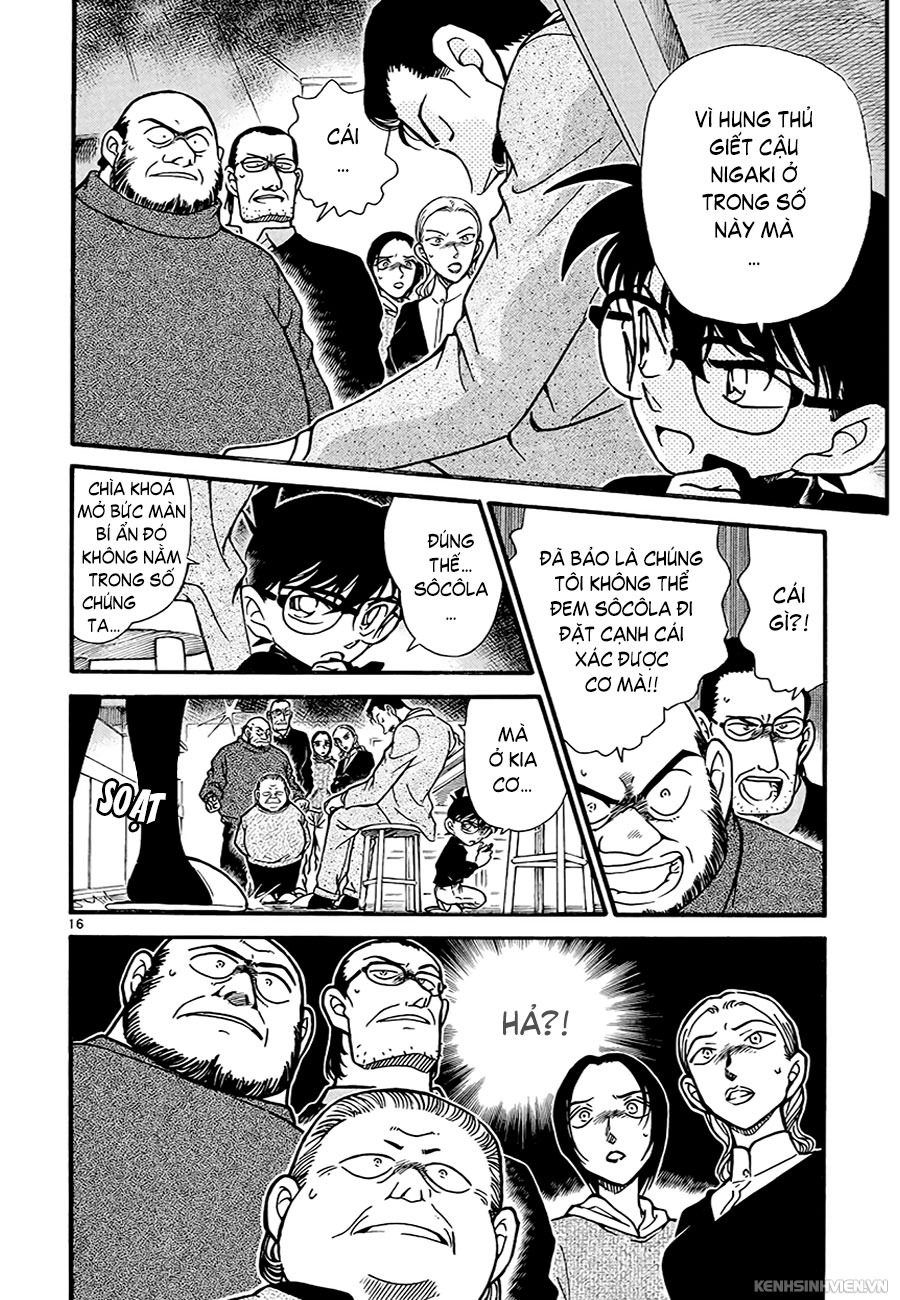 VÌ HUNG THỦ
GIẾT CẬU
NIGAKI Ở
TRONG SỐ
NÀY MÀ
...
CÁI
...
CÁI
GÌ?!
ĐÃ BẢO LÀ CHÚNG
TÔI KHÔNG THỂ
ĐEM SÔCÔLA ĐI
ĐẶT CẠNH CÁI
XÁC ĐƯỢC
CƠ MÀ!!
ĐÚNG
THẾ...
SÔCÔLA
...
CHÌA KHOÁ
MỞ BỨC MÀN
BÍ ẨN ĐÓ
KHÔNG NẰM
TRONG SỐ
CHÚNG
TA...
MÀ
Ở KIA
CƠ...
SOẠT
16
HẢ?!
KENHSINHVIEN.VN